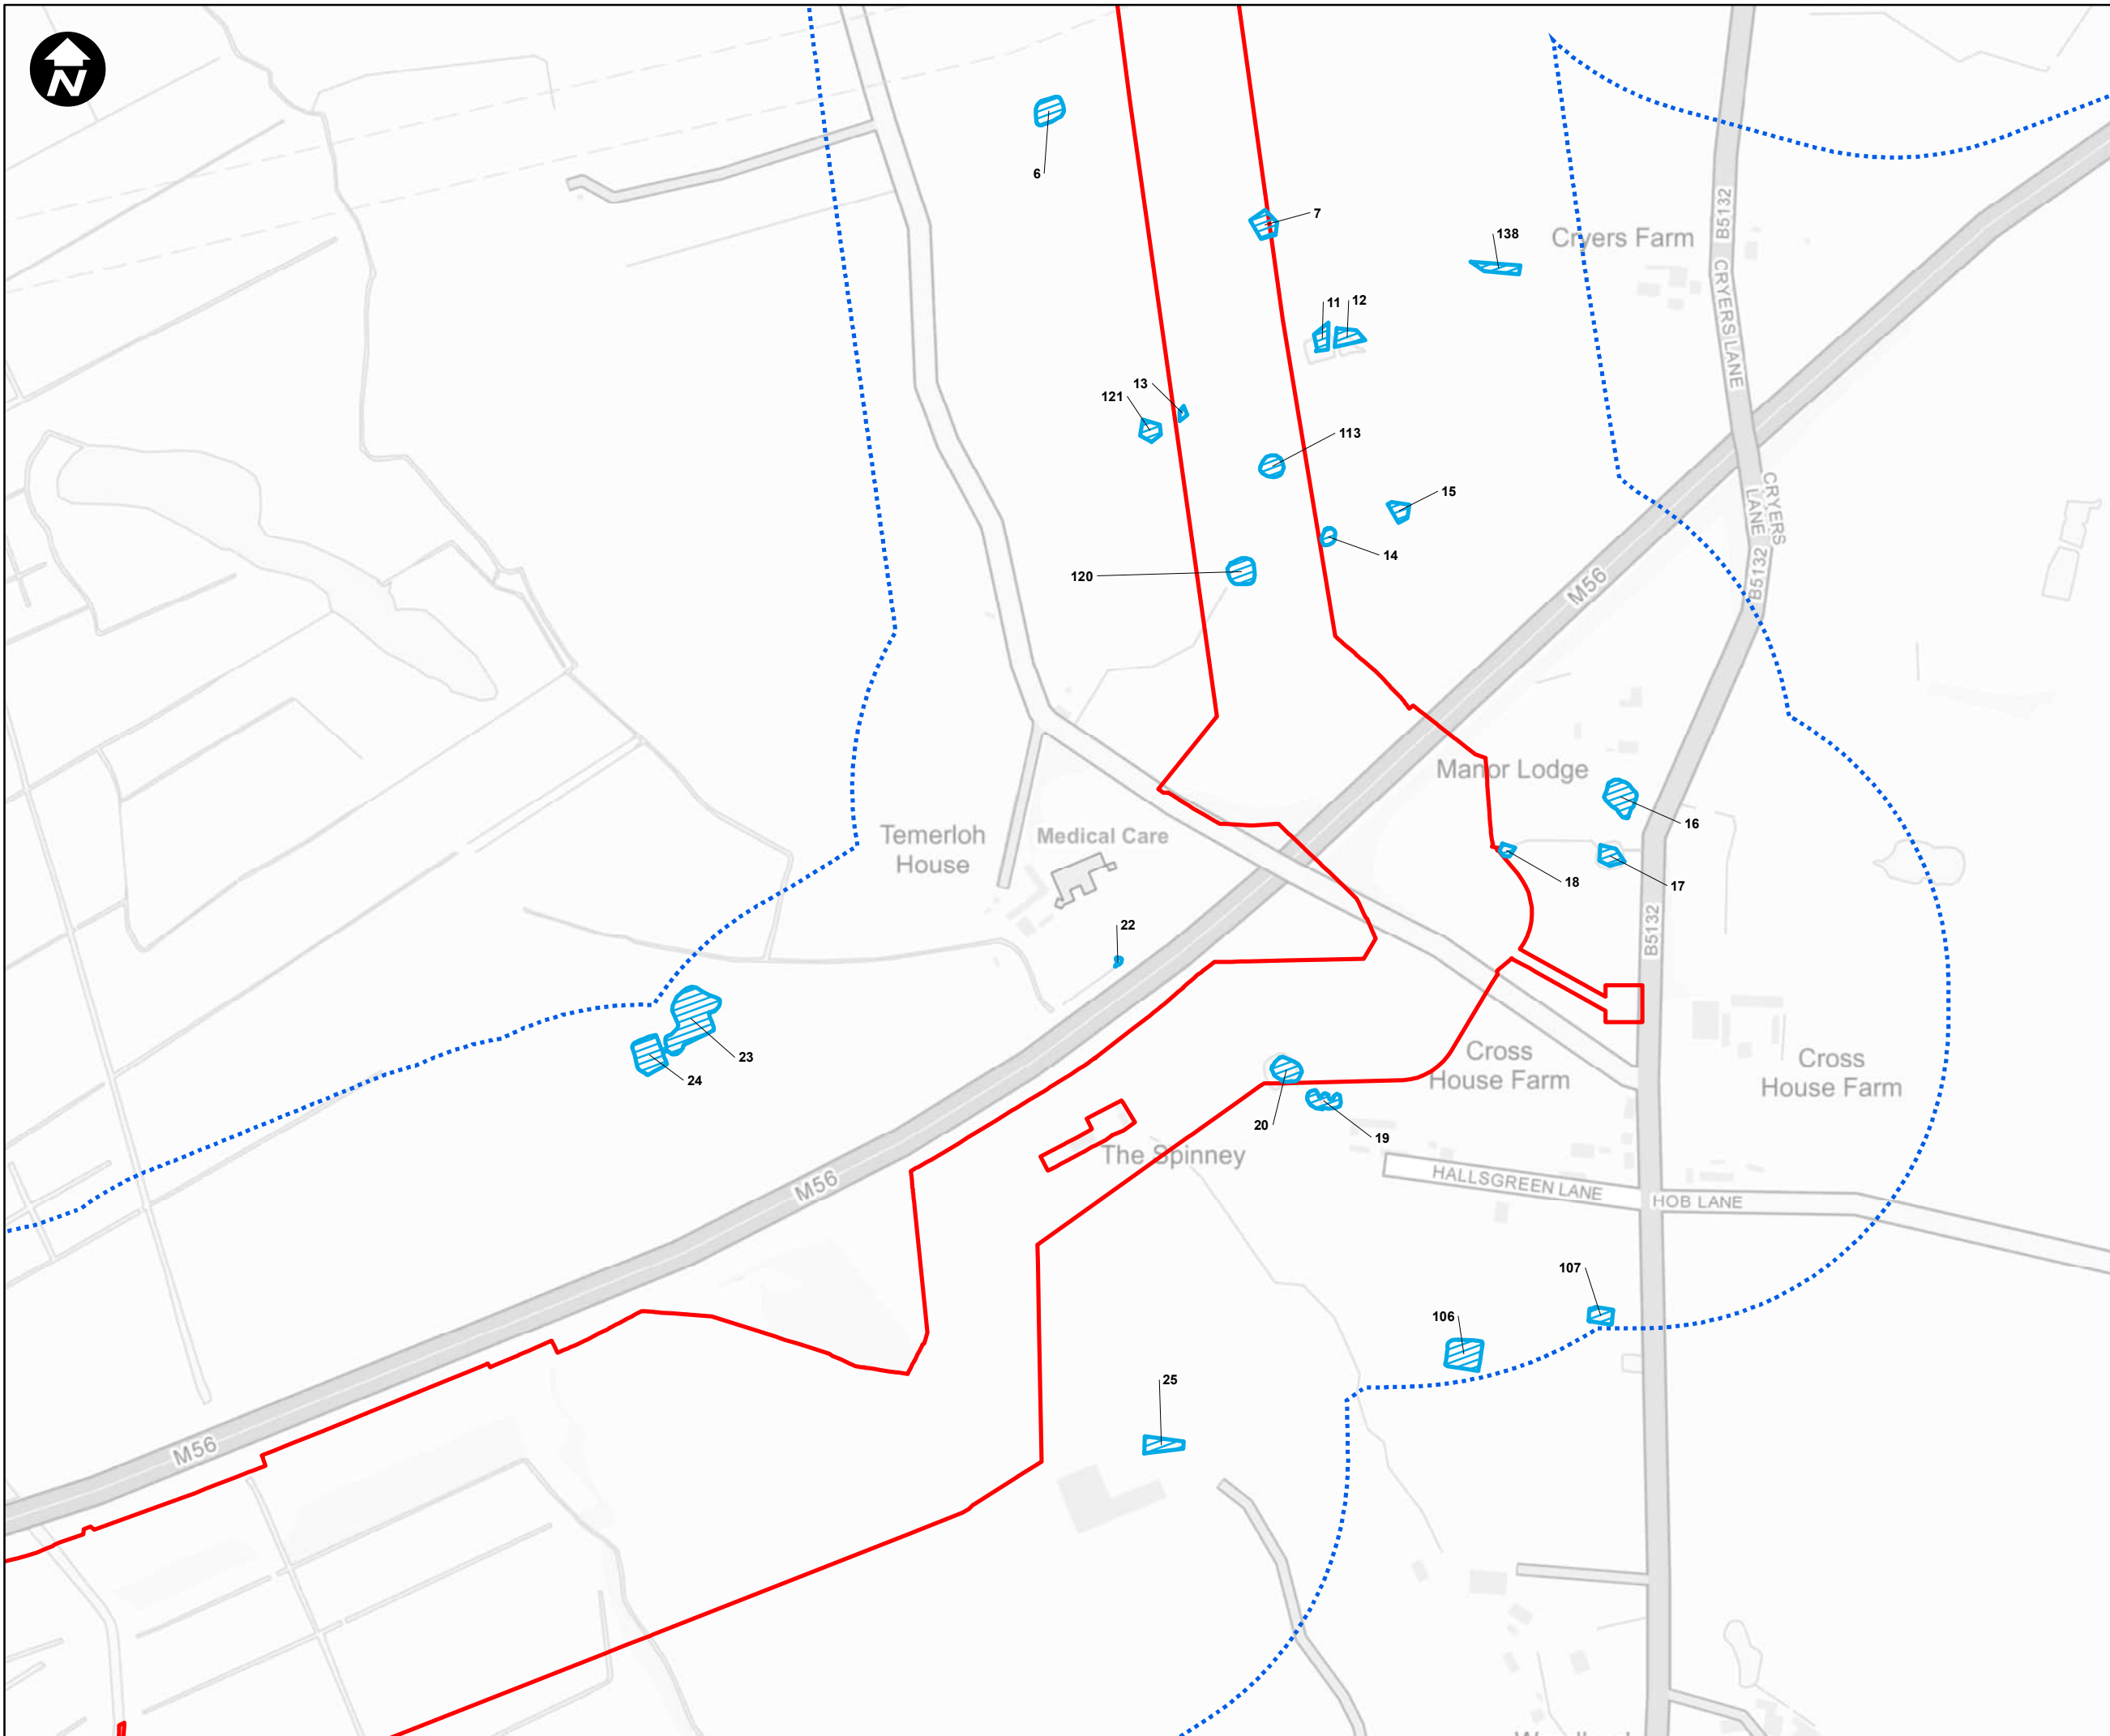 N
6
7
138
Cryers Farm
B5132
CRYERS LANE
11
12
13
121
113
15
14
120
CRYERS
LANE
B5132
M56
Manor Lodge
16
17
18
Temerloh
House
Medical Care
22
B5132
23
24
20
19
Cross
House Farm
Cross
House Farm
The Spinney
HALLSGREEN LANE
HOB LANE
M56
107
106
25
M56